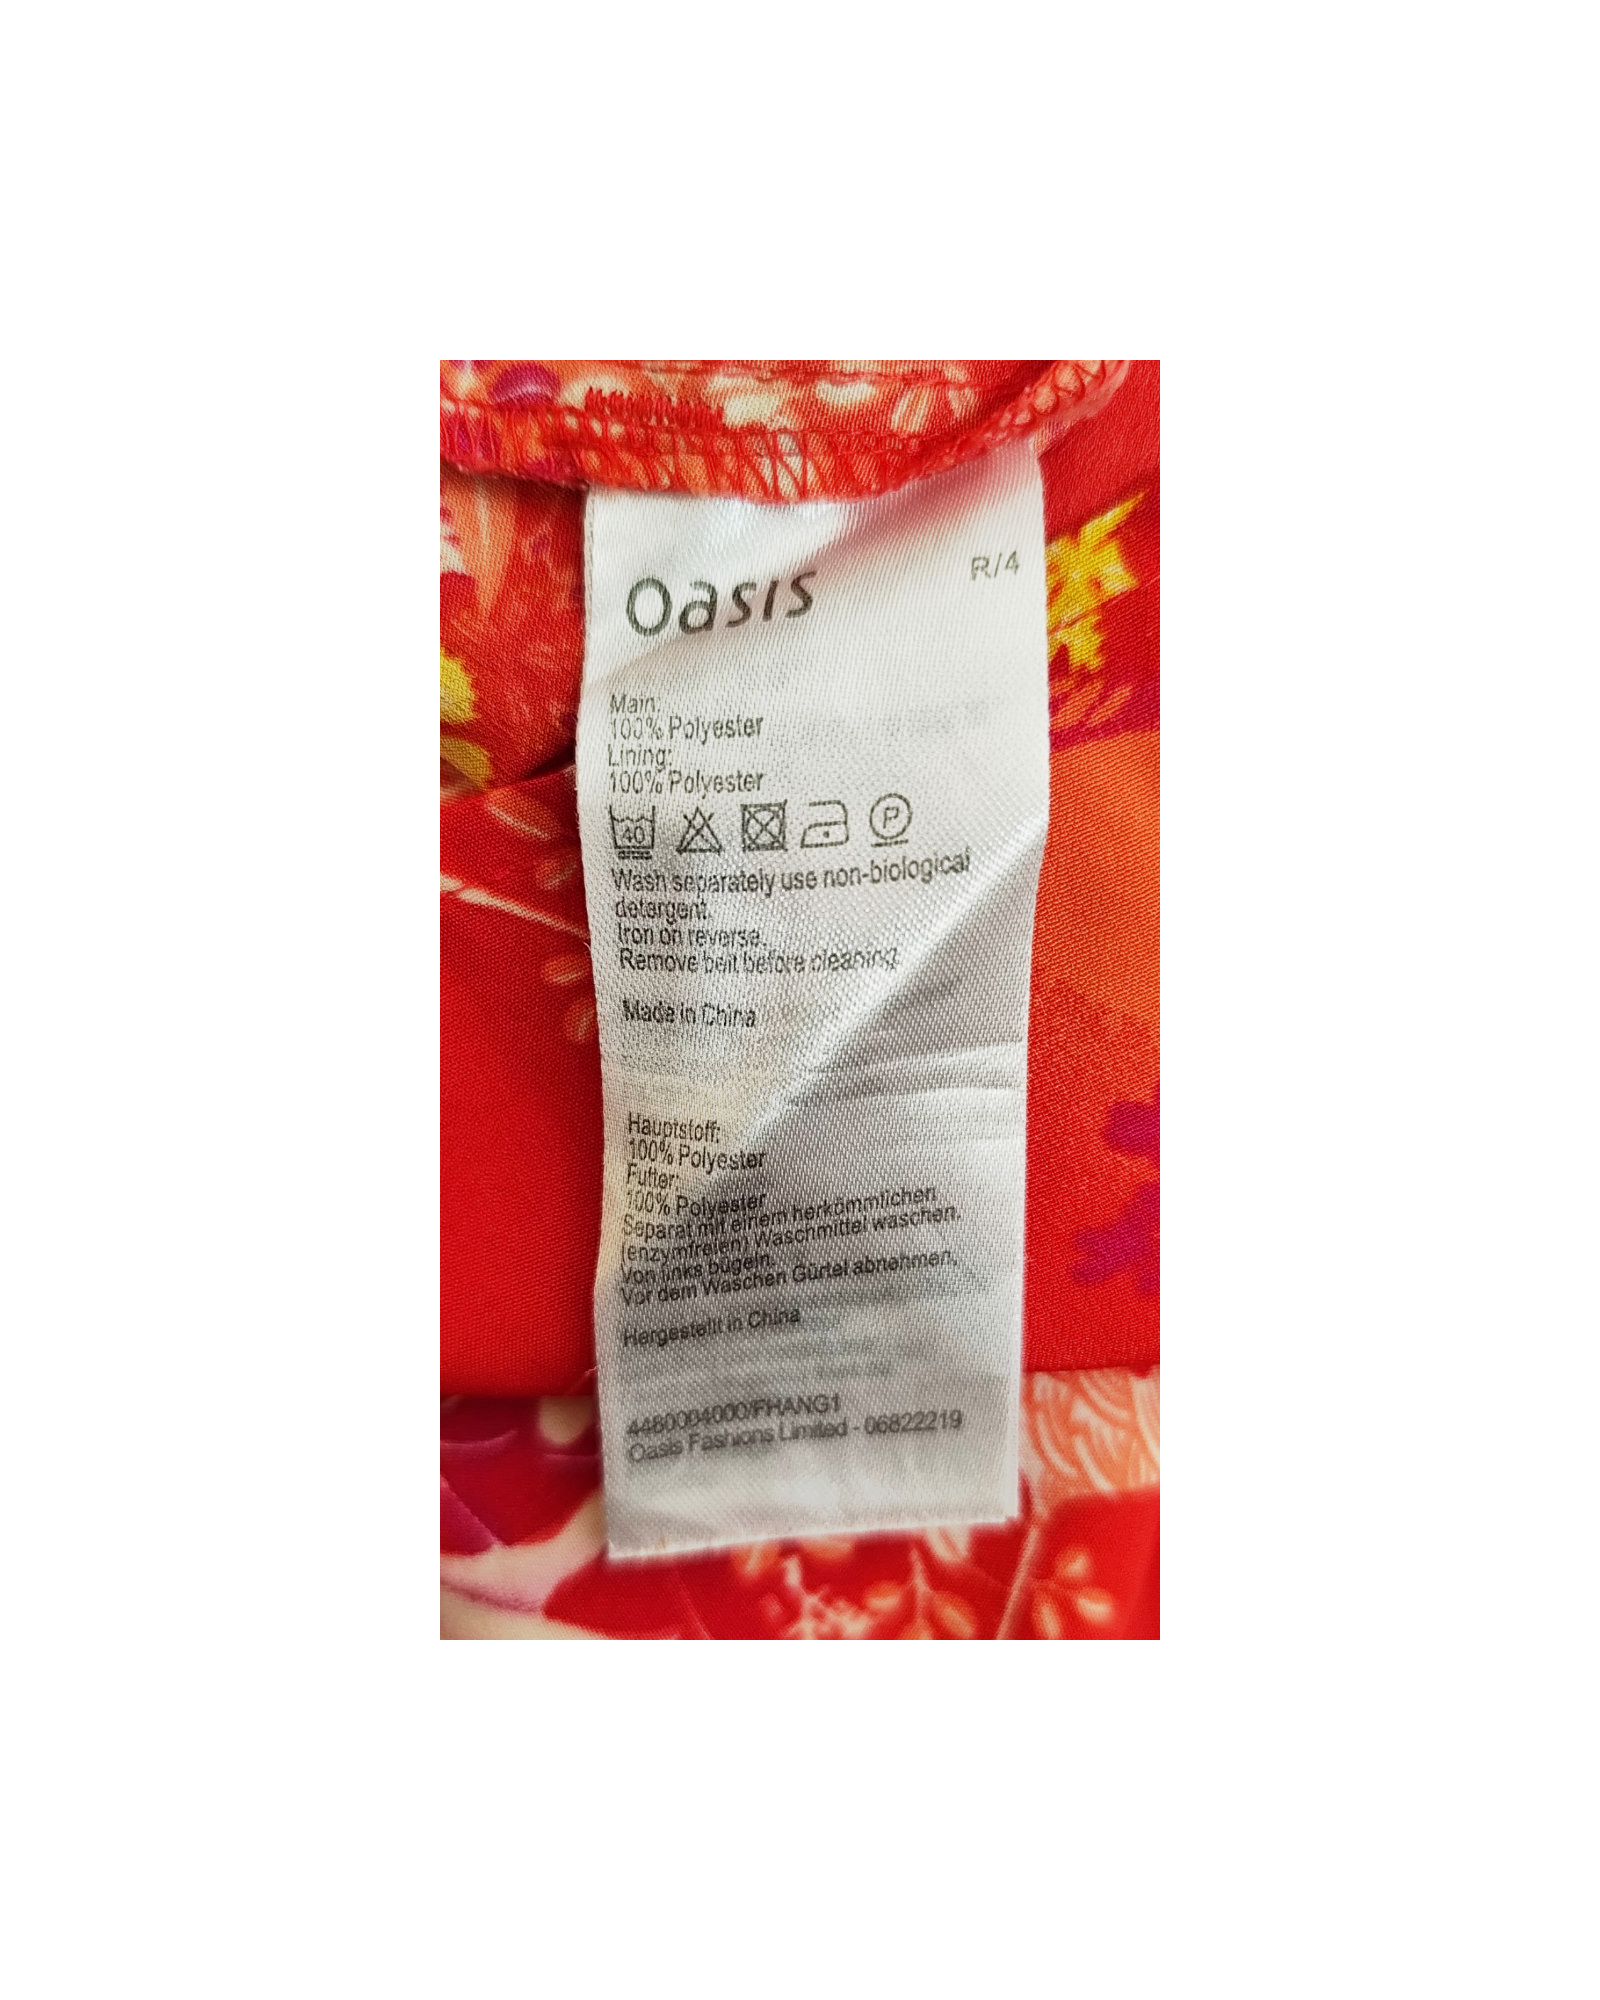 Oasis
R/4
Main:
100% Polyester
Lining:
100% Polyester
40
P
Wash separately use non-biological
detergent.
Iron on reverse.
Remove belt before cleaning.
Made in China
Hauptstoff:
100% Polyester
Futter:
100% Polyester
Separat mit einem herkömmlichen
(enzymfreien) Waschmittel waschen.
Von links bügeln.
Vor dem Waschen Gürtel abnehmen.
Hergestellt in China
4480004000/FHANG1
Oasis Fashions Limited - 06822219